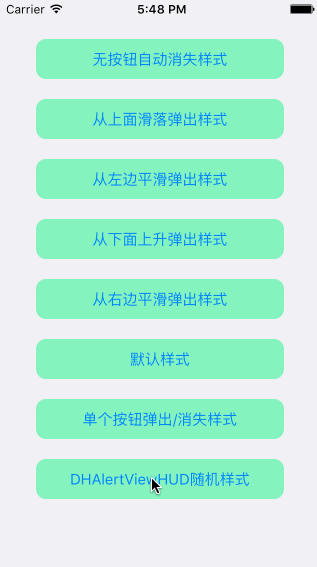 Carrier 5:48 PM
无按钮自动消失样式
从上面滑落弹出样式
从左边平滑弹出样式
从下面上升弹出样式
从右边平滑弹出样式
默认样式
单个按钮弹出/消失样式
DHAlertViewHUD随机样式